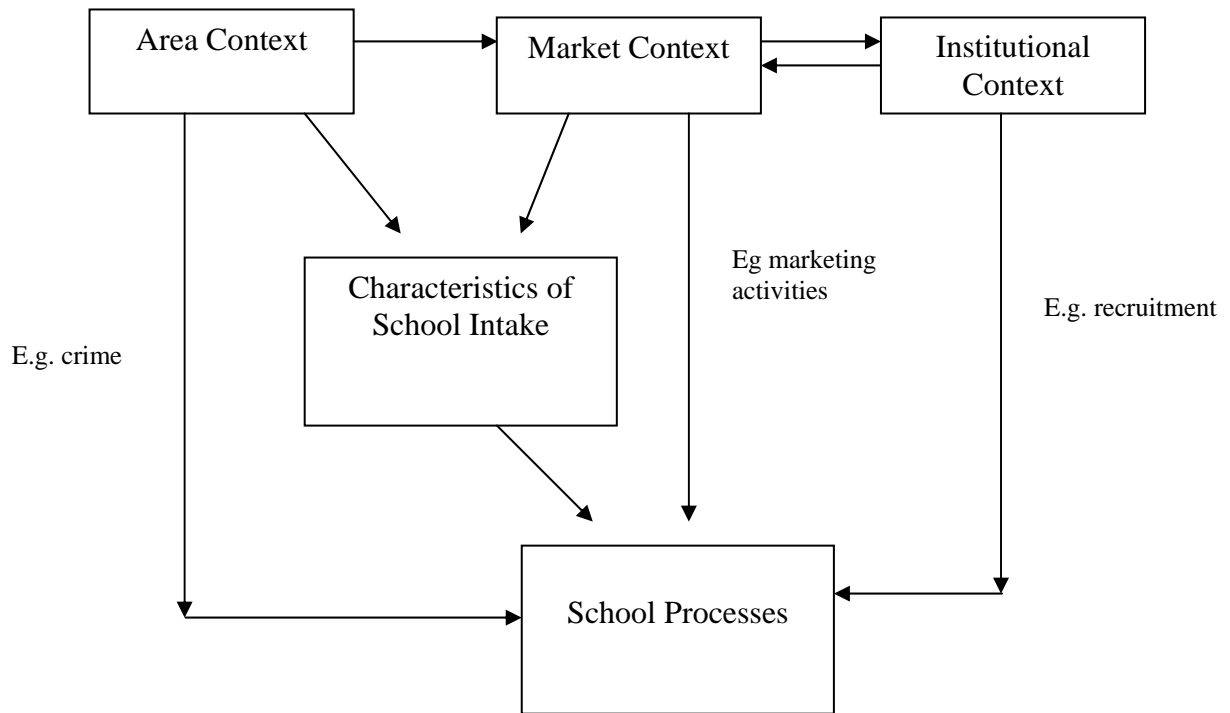 Area Context
Market Context
Institutional
Context
Characteristics of
School Intake
Eg marketing
activities
E.g. recruitment
E.g. crime
School Processes